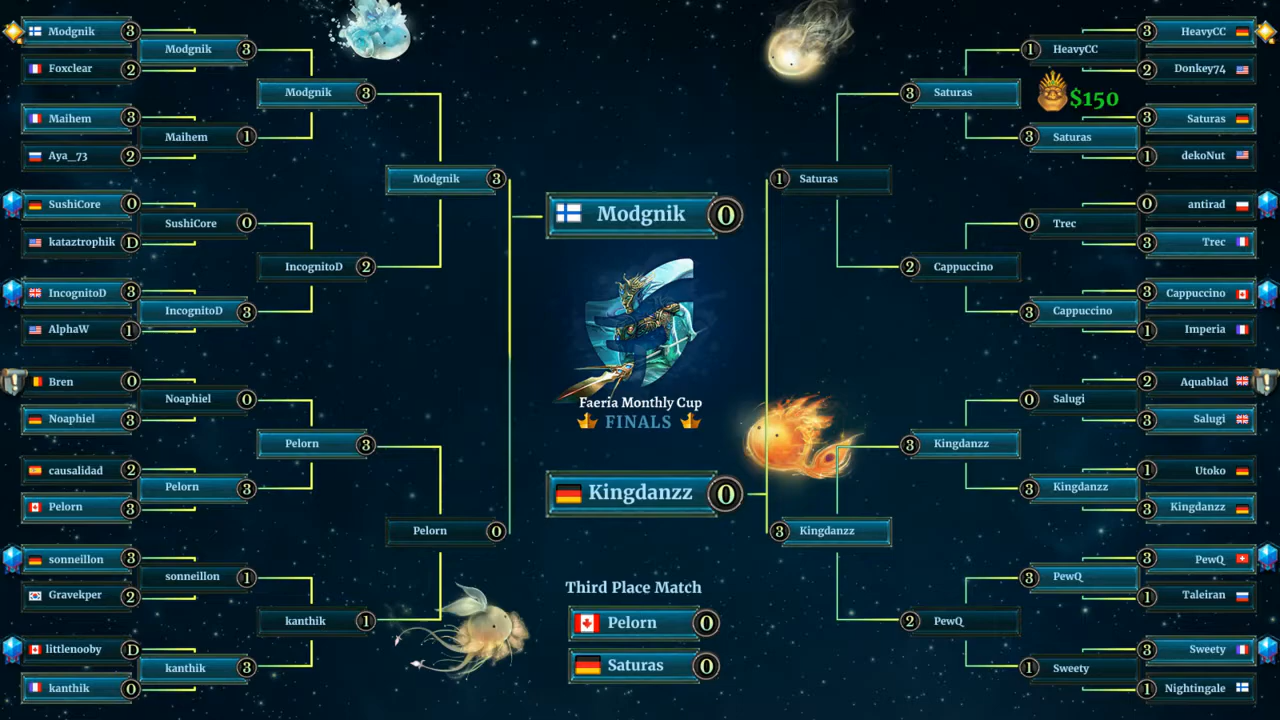 Modgnik 3
Foxclear 2
Maihem 3
Aya_73 2
SushiCore 0
kataztrophik D
IncognitoD 3
AlphaW 1
Bren 0
Noaphiel 3
causalidad 2
Pelorn 3
sonneillon 3
Gravekper 2
littlenooby D
kanthik 0
Modgnik 3
Maihem 1
SushiCore 0
IncognitoD 3
Noaphiel 0
Pelorn 3
sonneillon 1
kanthik 3
Modgnik 3
IncognitoD 2
Pelorn 3
kanthik 1
Modgnik 3
Pelorn 0
Modgnik 0
Faeria Monthly Cup
FINALS
Kingdanzz 0
Third Place Match
Pelorn 0
Saturas 0
1 Saturas
3 Kingdanzz
3 Saturas
2 Cappuccino
3 Kingdanzz
2 PewQ
1 HeavyCC
$150
3 Saturas
0 Trec
3 Cappuccino
0 Salugi
3 Kingdanzz
3 PewQ
1 Sweety
3 HeavyCC
2 Donkey74
3 Saturas
1 dekoNut
0 antirad
3 Trec
3 Cappuccino
1 Imperia
2 Aquablad
3 Salugi
1 Utoko
3 Kingdanzz
3 PewQ
1 Taleiran
3 Sweety
1 Nightingale